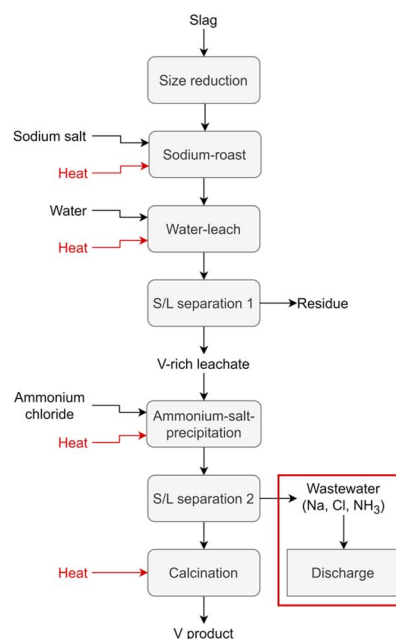 Slag
Size reduction
Sodium salt
Heat
Sodium-roast
Water
Heat
Water-leach
S/L separation 1
Residue
V-rich leachate
Ammonium
chloride
Heat
Ammonium-salt-
precipitation
S/L separation 2
Wastewater
(Na, Cl, NH₃)
Heat
Calcination
Discharge
V product